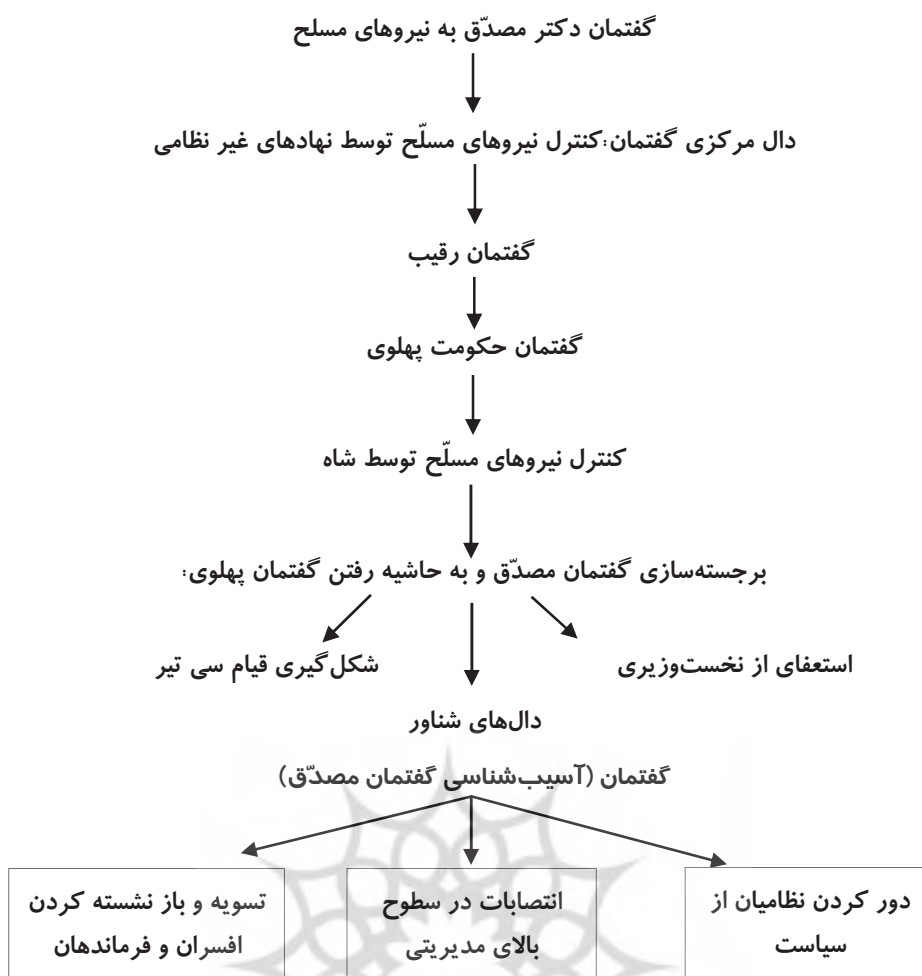 گفتمان دکتر مصدّق به نیروهای مسلح
دال مرکزی گفتمان:کنترل نیروهای مسلّح توسط نهادهای غیر نظامی
گفتمان رقیب
گفتمان حکومت پهلوی
کنترل نیروهای مسلّح توسط شاه
برجسته‌سازی گفتمان مصدّق و به حاشیه رفتن گفتمان پهلوی:
استعفای از نخست‌وزیری
شکل‌گیری قیام سی تیر
دال‌های شناور
گفتمان (آسیب‌شناسی گفتمان مصدّق)
دور کردن نظامیان از
سیاست
انتصابات در سطوح
بالای مدیریتی
تسویه و باز نشسته کردن
افسران و فرماندهان